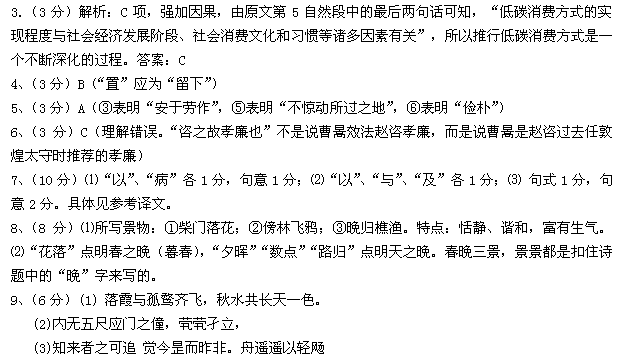 3.（3 分）解析：C 项，强加因果，由原文第 5 自然段中的最后两句话可知，“低碳消费方式的实
现程度与社会经济发展阶段、社会消费文化和习惯等诸多因素有关”，所以推行低碳消费方式是一
个不断深化的过程。答案：C
4、（3 分）B（“置”应为“留下”）
5、（3 分）A（③表明“安于劳作”，⑤表明“不惊动所过之地”，⑥表明“俭朴”）
6、（3 分）C（理解错误。“咨之故孝廉也”不是说曹暠效法赵咨孝廉，而是说曹暠是赵咨过去任敦
煌太守时推荐的孝廉）
7、（10 分）⑴“以”、“病”各 1 分，句意 1 分；⑵“以”、“与”、“及”各 1 分；⑶ 句式 1 分，句
意 2 分。具体见参考译文。
8、（8 分）⑴所写景物：①柴门落花；②傍林飞鸦；③晚归樵渔。特点：恬静、谐和，富有生气。
⑵“花落”点明春之晚（暮春），“夕晖”“数点”“路归”点明天之晚。春晚三景，景景都是扣住诗
题中的“晚”字来写的。
9、（6 分）(1) 落霞与孤鹜齐飞，秋水共长天一色。
(2)内无五尺应门之僮，茕茕孑立，
(3)知来者之可追 觉今是而昨非。舟遥遥以轻飏